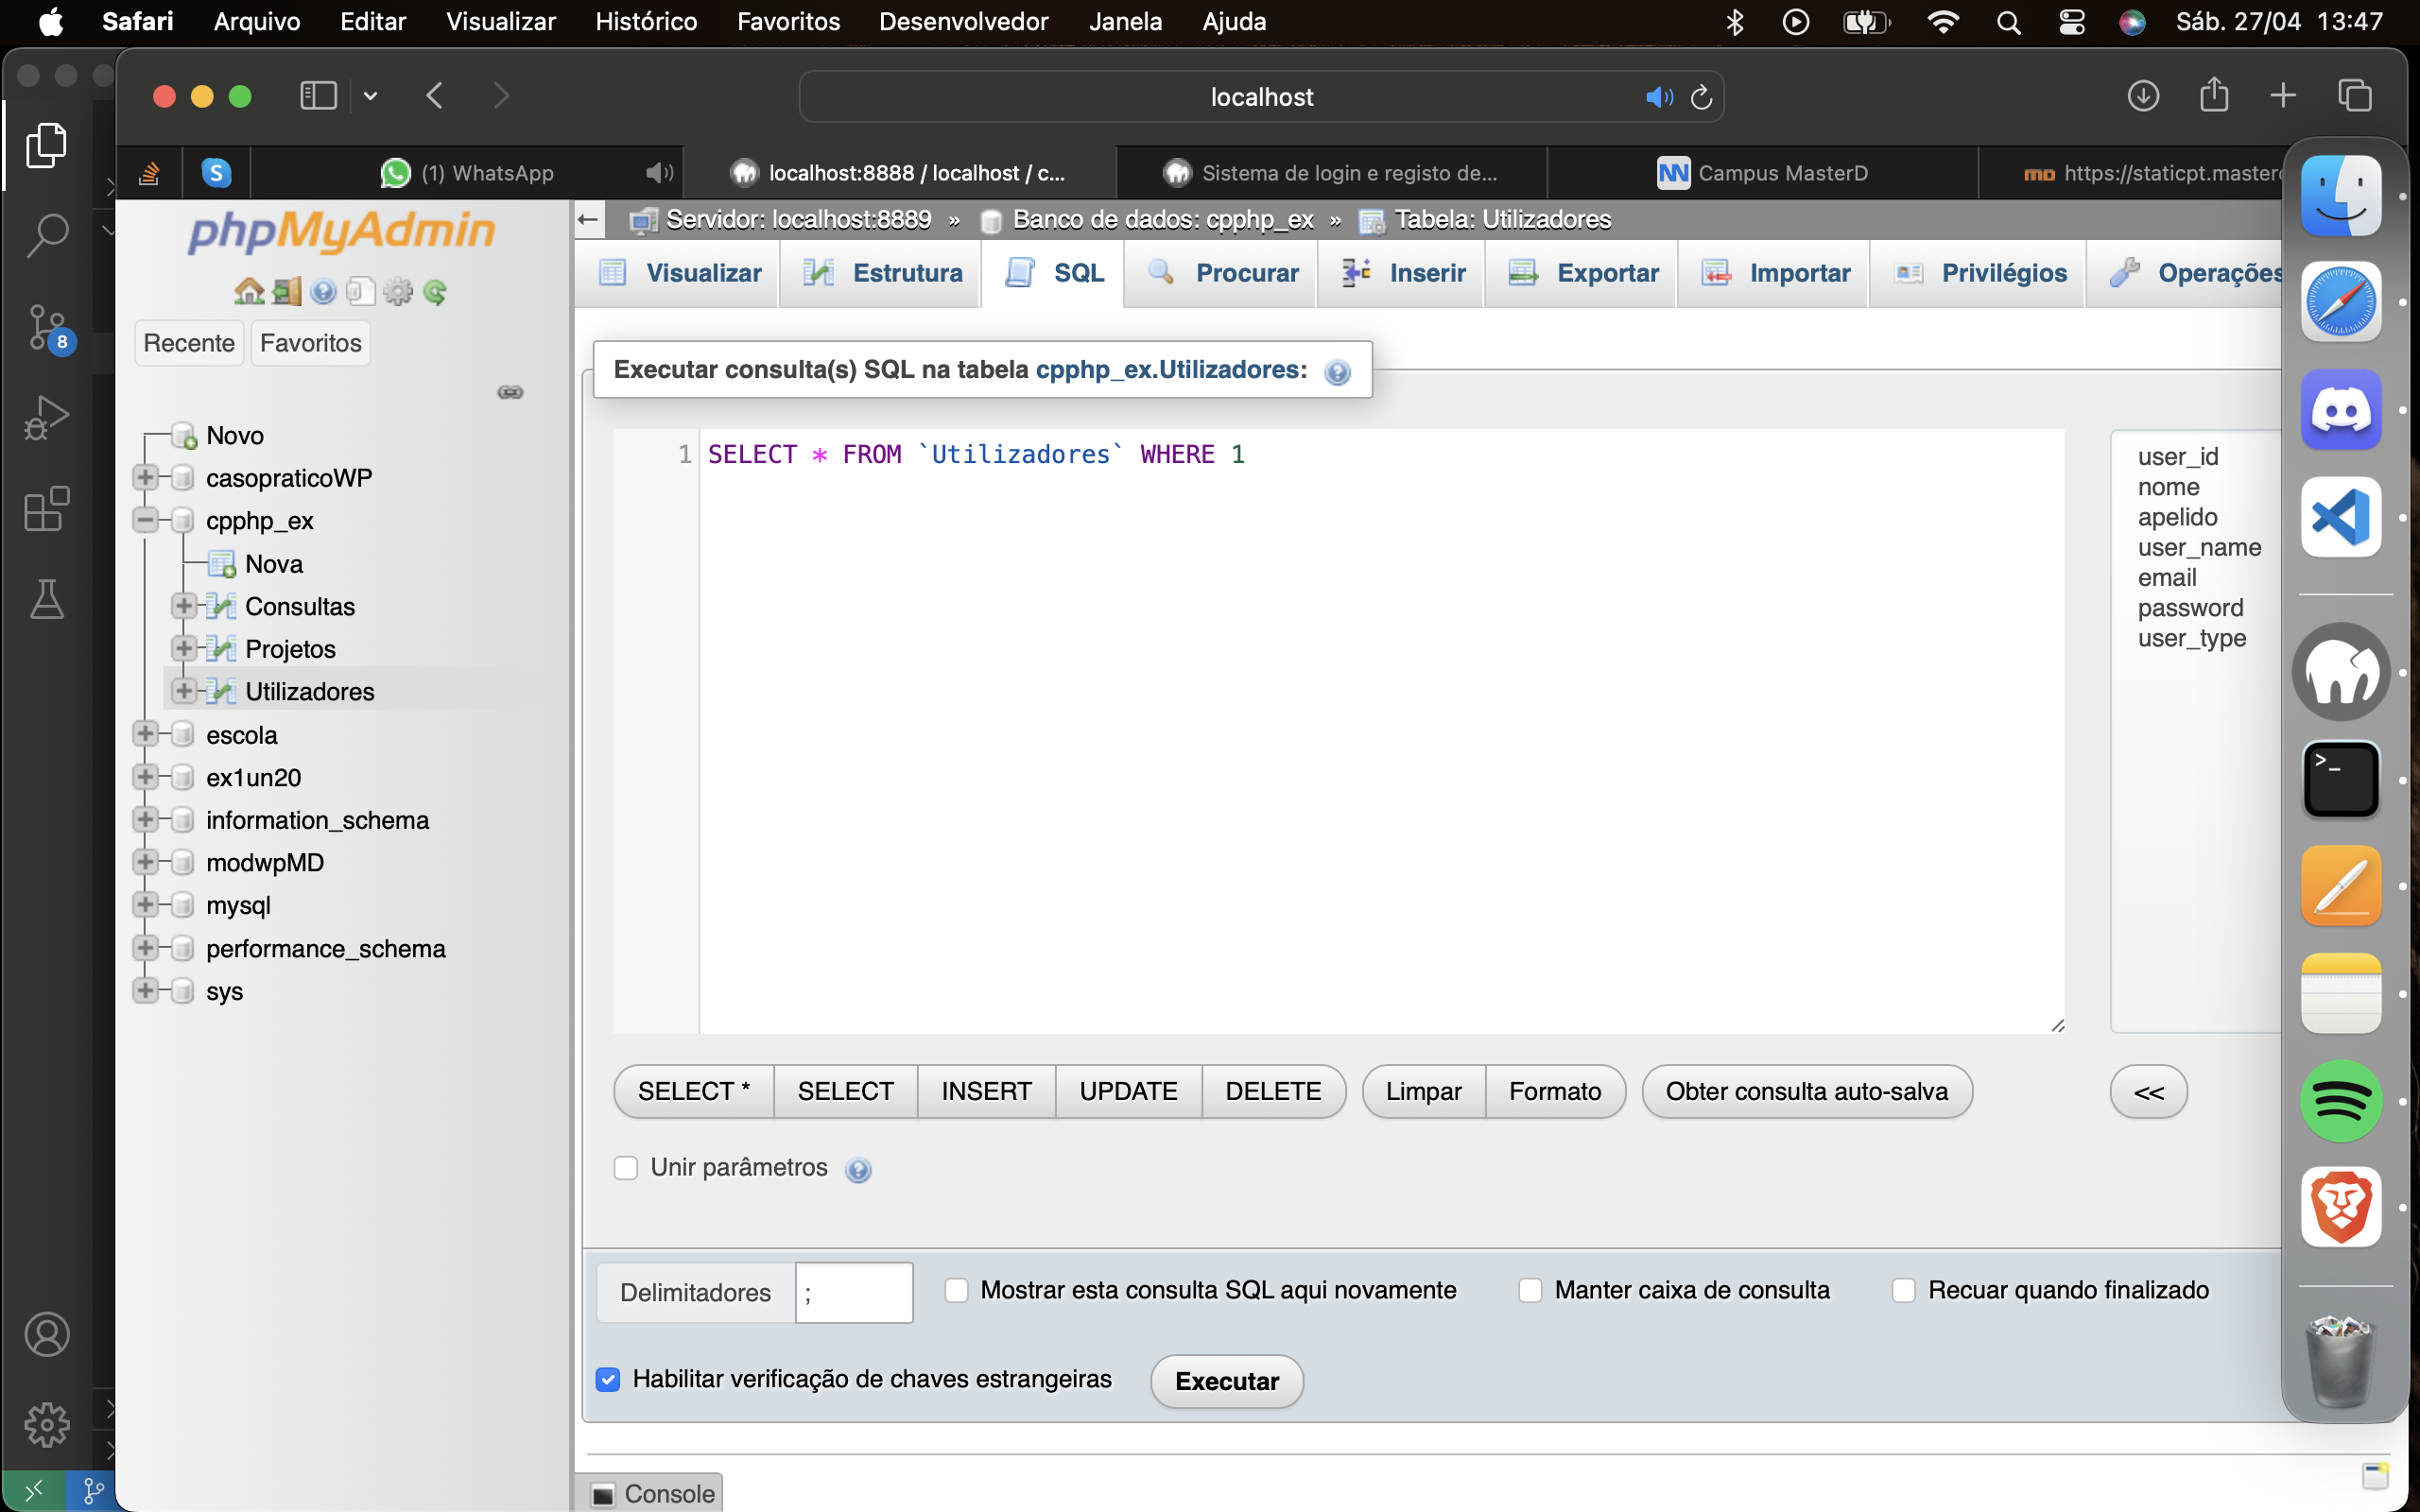 Safari Arquivo Editar Visualizar Histórico Favoritos Desenvolvedor Janela Ajuda Sáb. 27/04 13:47
localhost
(1) WhatsApp
localhost:8888 / localhost / c...
Sistema de login e registo de...
Campus MasterD
https://staticpt.master
phpMyAdmin
Recente Favoritos
8
Novo
casopraticoWP
cpphp_ex
Nova
Consultas
Projetos
Utilizadores
escola
ex1un20
information_schema
modwpMD
mysql
performance_schema
sys
Servidor: localhost:8889 » Banco de dados: cpphp_ex » Tabela: Utilizadores
Visualizar Estrutura SQL Procurar Inserir Exportar Importar Privilégios Operações
Executar consulta(s) SQL na tabela cpphp_ex.Utilizadores:
1 SELECT * FROM `Utilizadores` WHERE 1
user_id
nome
apelido
user_name
email
password
user_type
SELECT * SELECT INSERT UPDATE DELETE Limpar Formato Obter consulta auto-salva <<
Unir parâmetros
Delimitadores ; Mostrar esta consulta SQL aqui novamente Manter caixa de consulta Recuar quando finalizado
Habilitar verificação de chaves estrangeiras Executar
Console